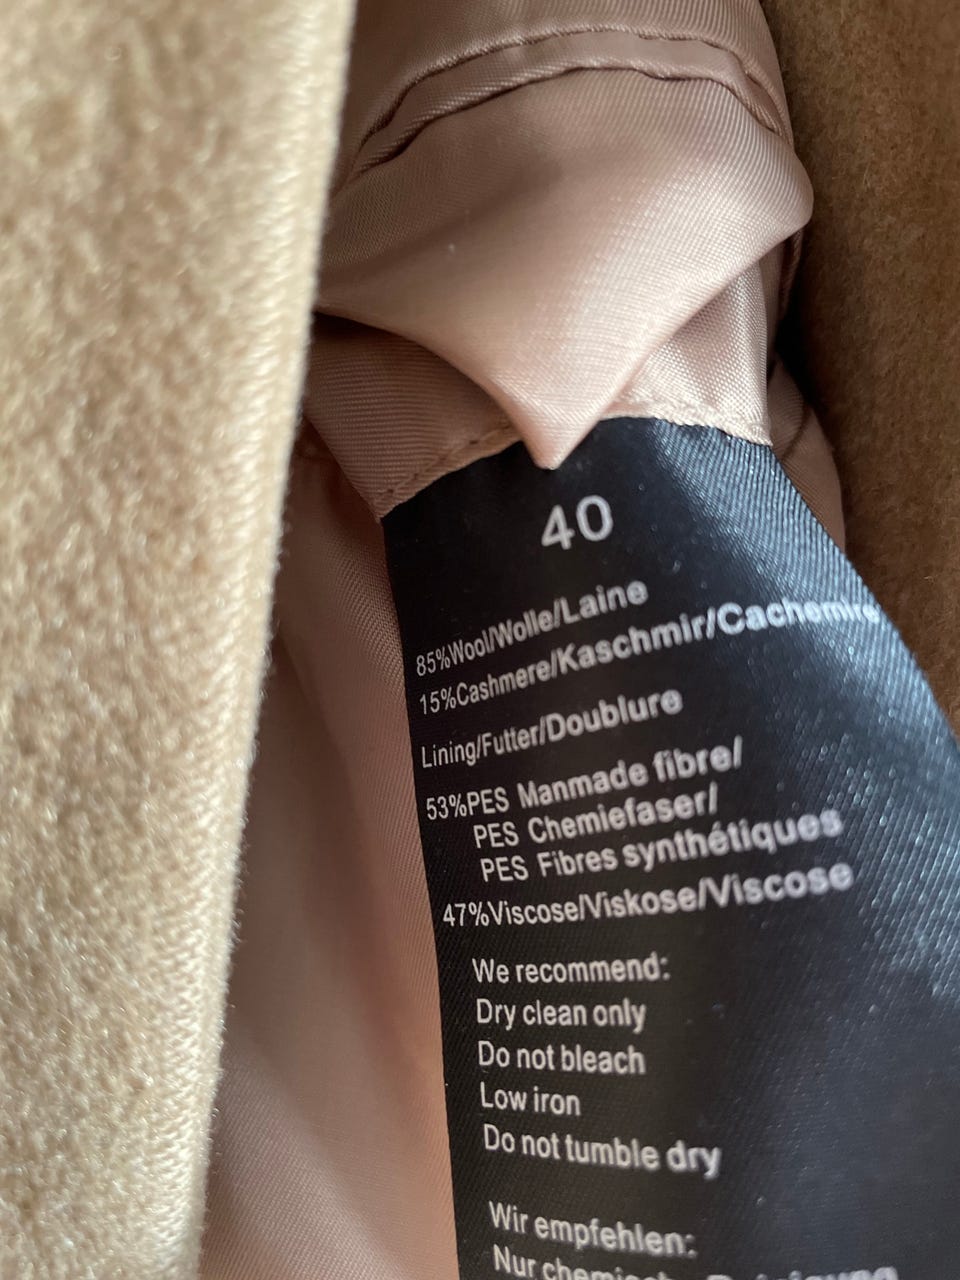 40
85%Wool/Wolle/Laine
15%Cashmere/Kaschmir/Cachemire
Lining/Futter/Doublure
53%PES Manmade fibre/
PES Chemiefaser/
PES Fibres synthétiques
47%Viscose/Viskose/Viscose
We recommend:
Dry clean only
Do not bleach
Low iron
Do not tumble dry
Wir empfehlen:
Nur